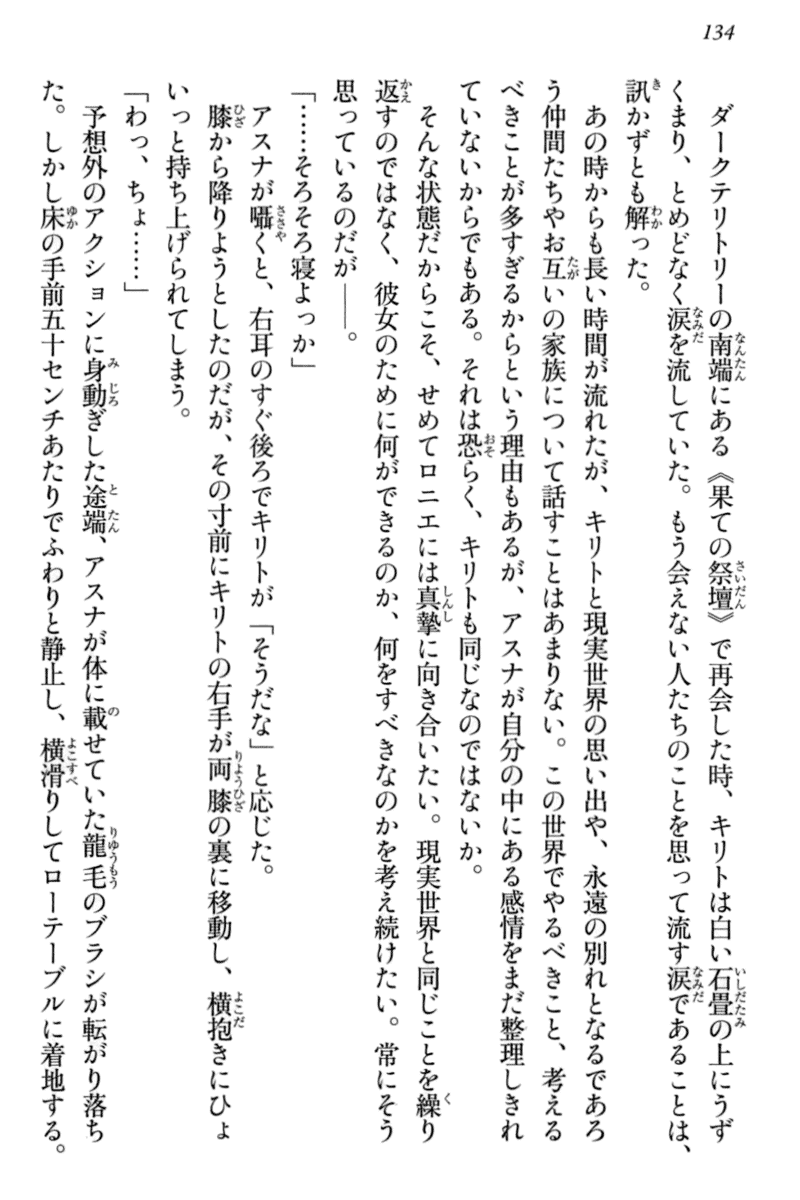 134
ダークテリトリーの南端にある《果ての祭壇》で再会した時、キリトは白い石畳の上にうず
くまり、とめどなく涙を流していた。もう会えない人たちのことを思って流す涙であることは、
訊かずとも解った。
あの時からも長い時間が流れたが、キリトと現実世界の思い出や、永遠の別れとなるであろ
う仲間たちやお互いの家族について話すことはあまりない。この世界でやるべきこと、考える
べきことが多すぎるからという理由もあるが、アスナが自分の中にある感情をまだ整理しきれ
ていないからでもある。それは恐らく、キリトも同じなのではないか。
そんな状態だからこそ、せめてロニエには真摯に向き合いたい。現実世界と同じことを繰り
返すのではなく、彼女のために何ができるのか、何をすべきなのかを考え続けたい。常にそう
思っているのだが――。
「……そろそろ寝よっか」
アスナが囁くと、右耳のすぐ後ろでキリトが「そうだな」と応じた。
膝から降りようとしたのだが、その寸前にキリトの右手が両膝の裏に移動し、横抱きにひょ
いっと持ち上げられてしまう。
「わっ、ちょ……」
予想外のアクションに身動ぎした途端、アスナが体に載せていた龍毛のブラシが転がり落ち
た。しかし床の手前五十センチあたりでふわりと静止し、横滑りしてローテーブルに着地する。